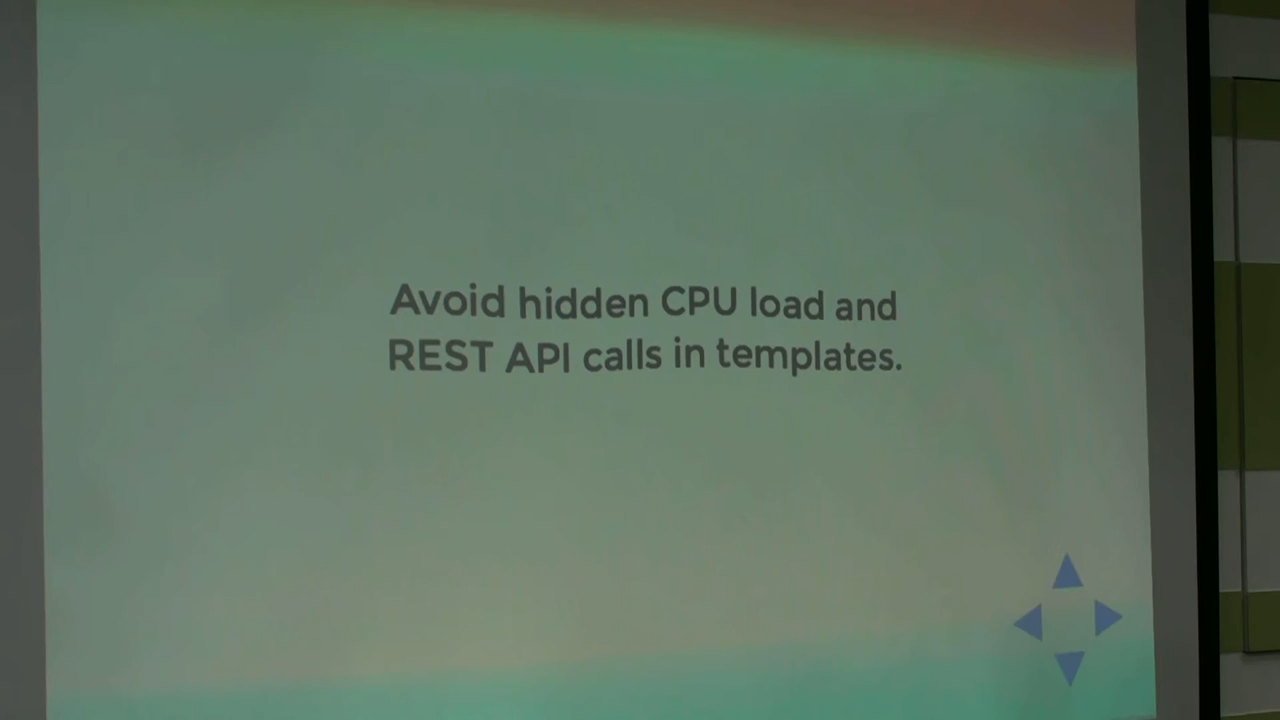 Avoid hidden CPU load and
REST API calls in templates.